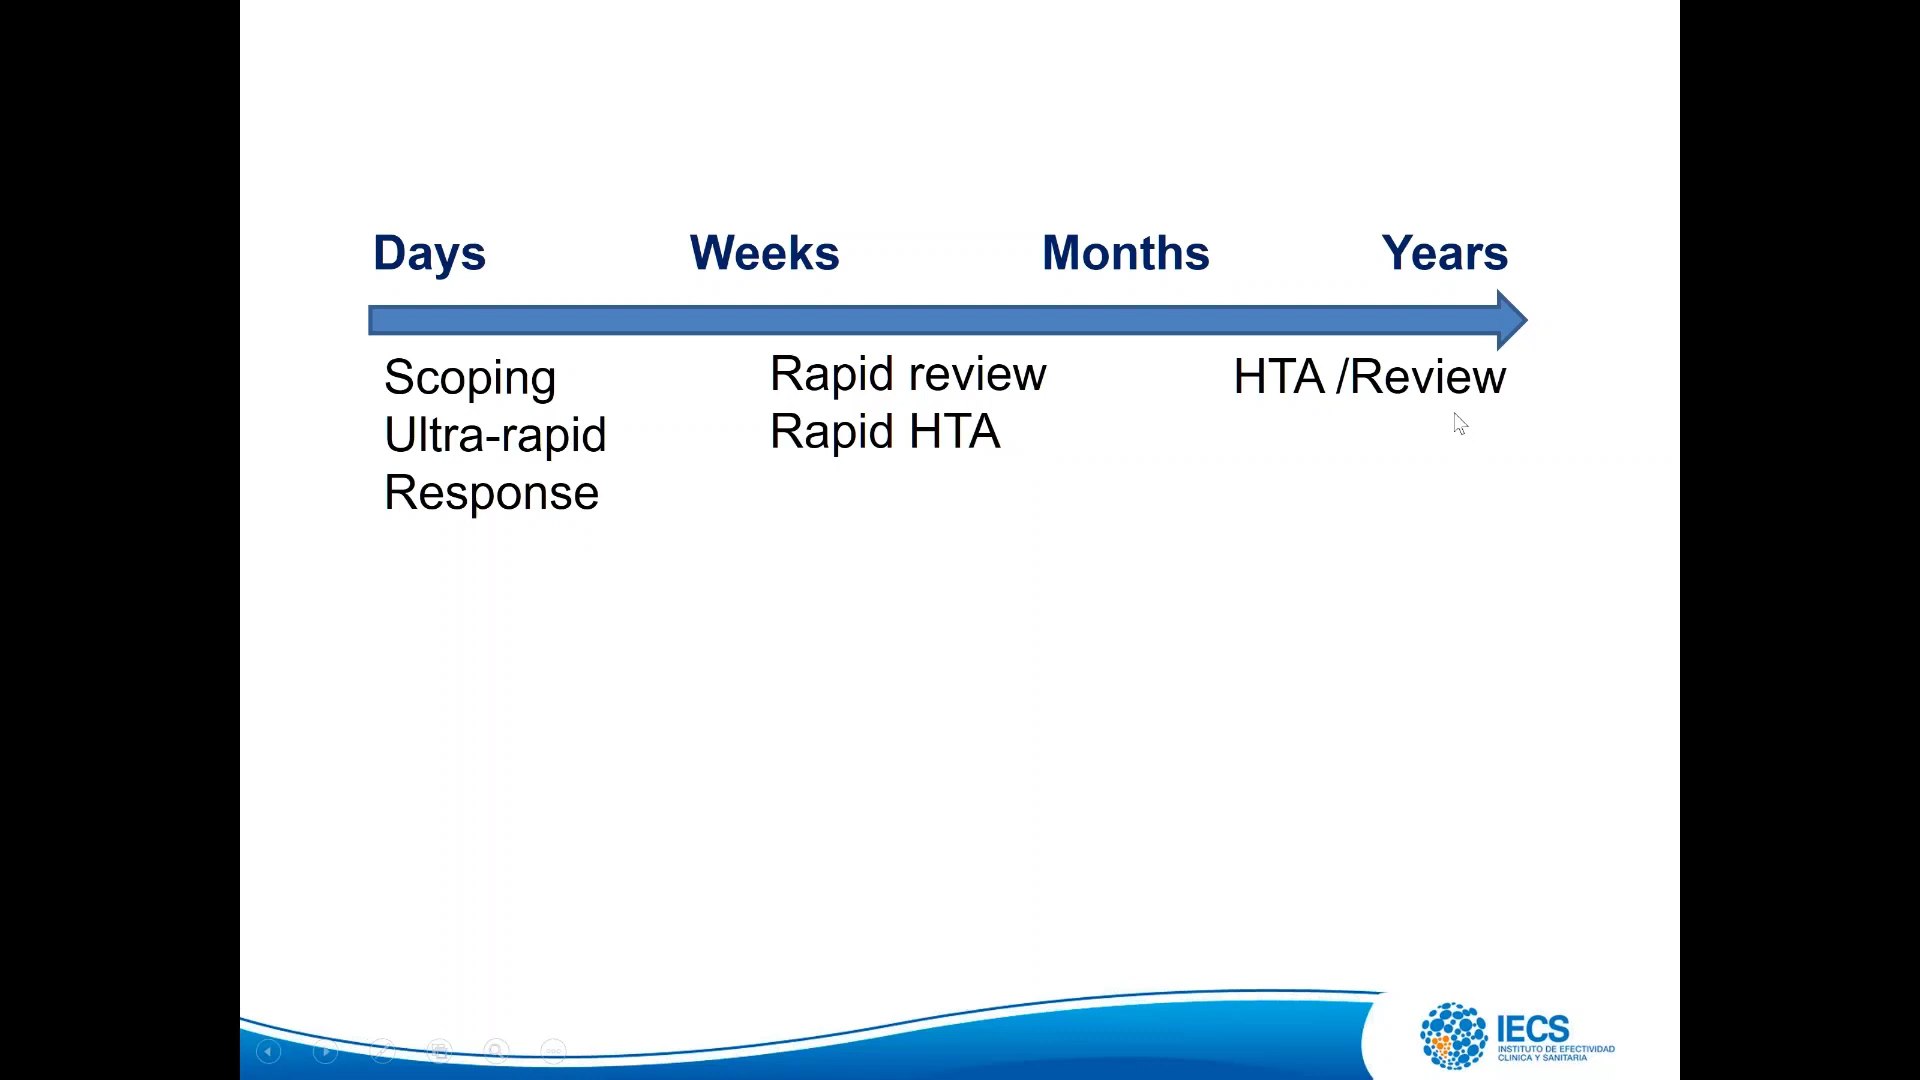 Days Weeks Months Years
Scoping
Ultra-rapid
Response
Rapid review
Rapid HTA
HTA /Review
IECS
INSTITUTO DE EFECTIVIDAD
CLINICA Y SANITARIA